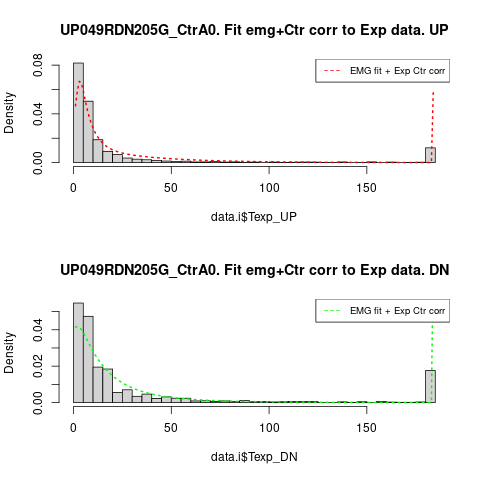 UP049RDN205G_CtrA0. Fit emg+Ctr corr to Exp data. UP
EMG fit + Exp Ctr corr
Density
0.00 0.04 0.08
0 50 100 150
data.i$Texp_UP
UP049RDN205G_CtrA0. Fit emg+Ctr corr to Exp data. DN
EMG fit + Exp Ctr corr
Density
0.00 0.02 0.04
0 50 100 150
data.i$Texp_DN